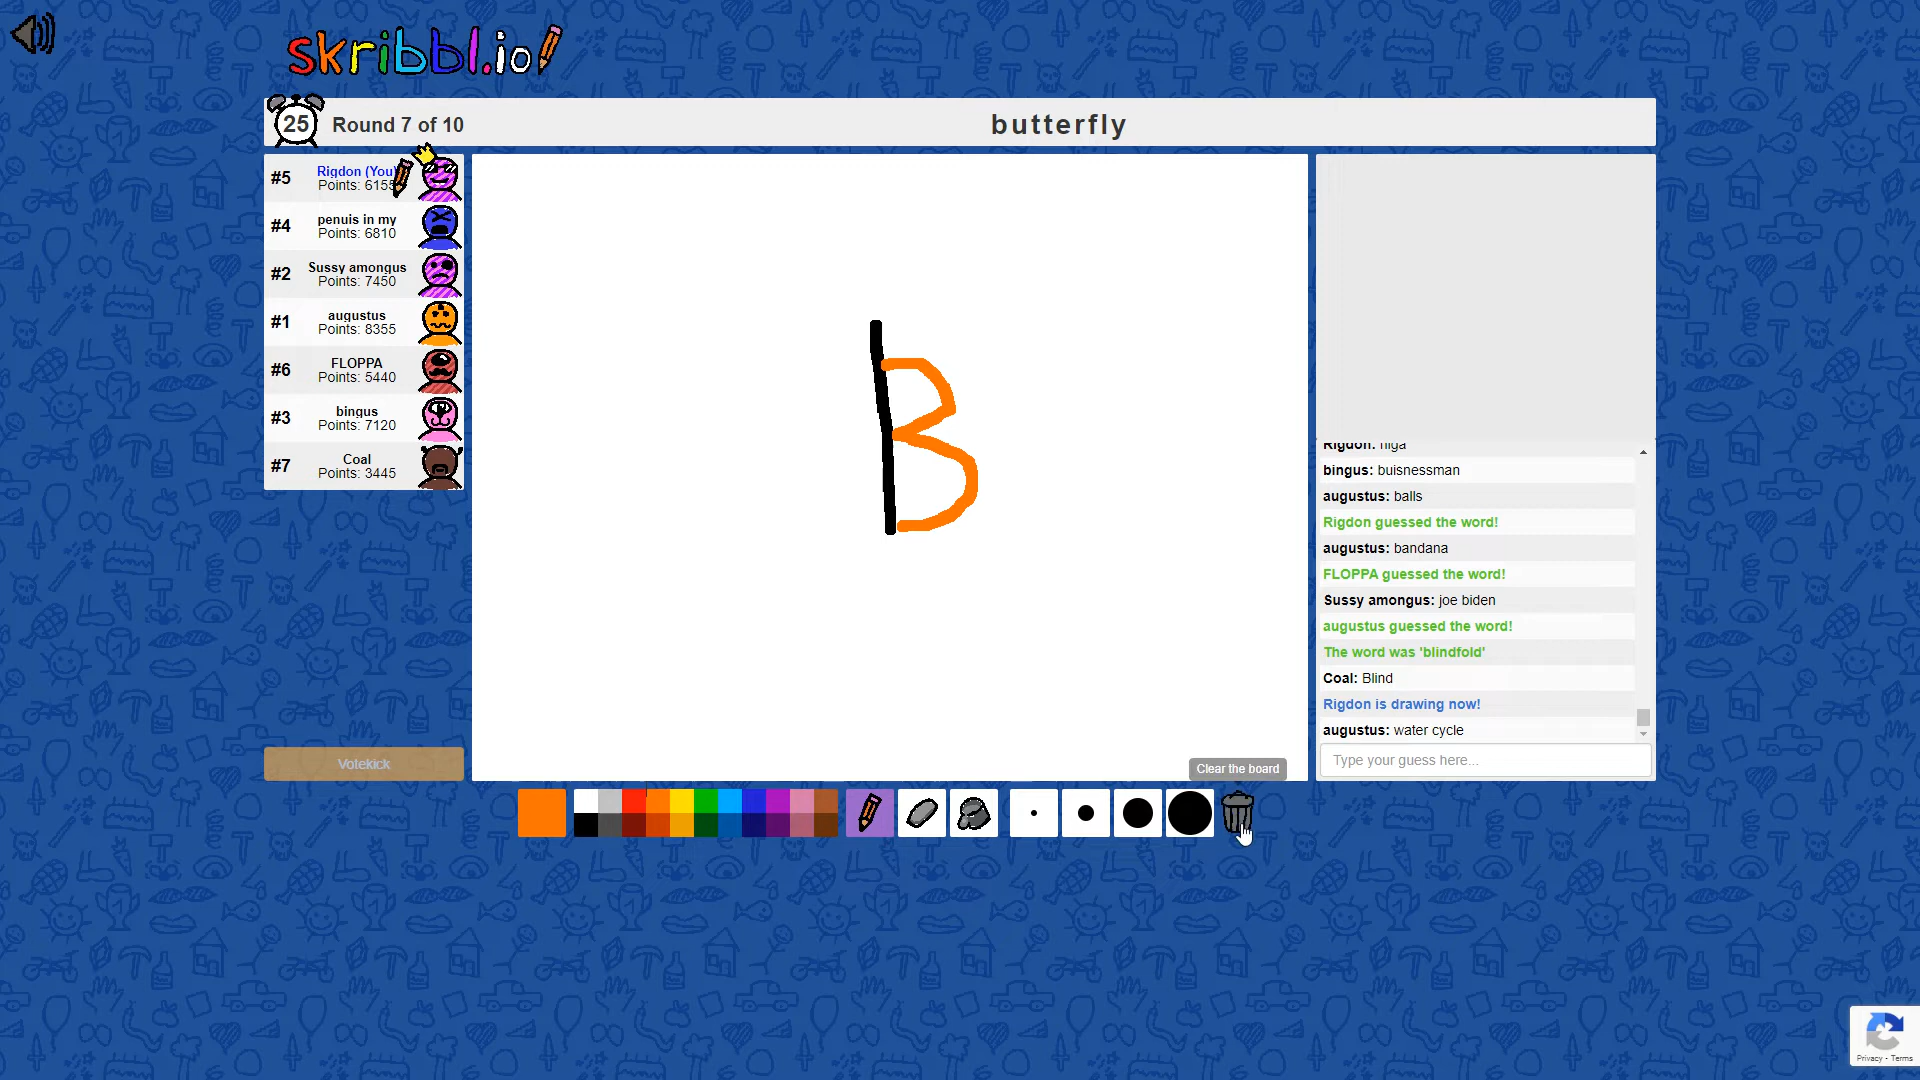 skribbl.io
25
Round 7 of 10
butterfly
#5
Rigdon (You)
Points: 6155
#4
penuis in my
Points: 6810
#2
Sussy amongus
Points: 7450
#1
augustus
Points: 8355
#6
FLOPPA
Points: 5440
#3
bingus
Points: 7120
#7
Coal
Points: 3445
Votekick
B
Clear the board
Rigdon: niga
bingus: buisnessman
augustus: balls
Rigdon guessed the word!
augustus: bandana
FLOPPA guessed the word!
Sussy amongus: joe biden
augustus guessed the word!
The word was 'blindfold'
Coal: Blind
Rigdon is drawing now!
augustus: water cycle
Type your guess here...
Privacy - Terms